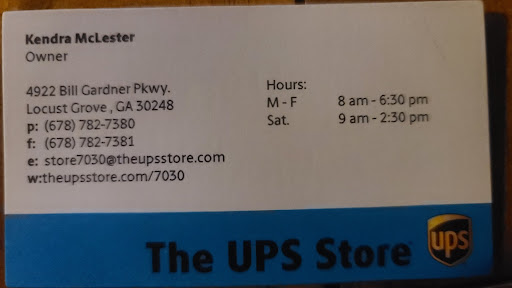 Kendra McLester
Owner
4922 Bill Gardner Pkwy.
Locust Grove , GA 30248
p: (678) 782-7380
f: (678) 782-7381
e: store7030@theupsstore.com
w:theupsstore.com/7030
Hours:
M - F 8 am - 6:30 pm
Sat. 9 am - 2:30 pm
The UPS Store
ups